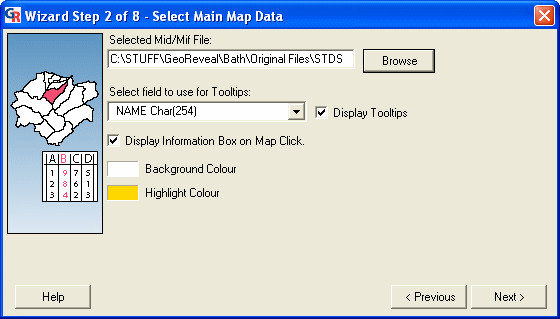 GR Wizard Step 2 of 8 - Select Main Map Data
Selected Mid/Mif File:
C:\STUFF\GeoReveal\Bath\Original Files\STDS
Browse
Select field to use for Tooltips:
NAME Char(254)
Display Tooltips
Display Information Box on Map Click.
Background Colour
Highlight Colour
A B C D
1 9 7 5
2 8 6 1
3 4 2 3
Help
< Previous
Next >